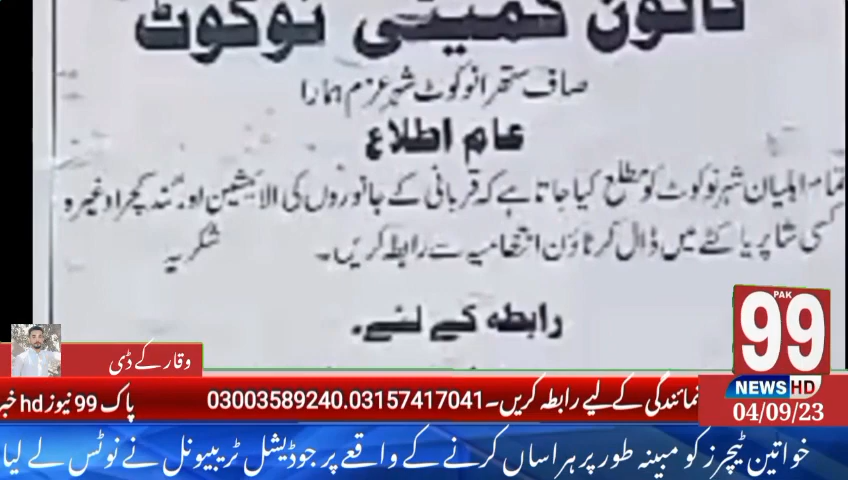 ٹاؤن کمیٹی نوکوٹ
صاف ستھرا نوکوٹ شہر عزم ہمارا
عام اطلاع
تمام اہلیان شہر نوکوٹ کو مطلع کیا جاتا ہے کہ قربانی کے جانوروں کی الائیشین اور گند کچرا وغیرہ
کسی شاپر یا کٹے میں ڈال کر ٹاؤن انتظامیہ سے رابطہ کریں۔ شکریہ
رابطہ کے لئے۔
PAK
99
NEWS HD
04/09/23
وقار کے ڈی
نمائندگی کے لیے رابطہ کریں۔03003589240.03157417041 پاک 99 نیوز hd خبر
خواتین ٹیچرز کو مبینہ طور پر ہراساں کرنے کے واقعے پر جوڈیشل ٹریبیونل نے نوٹس لے لیا